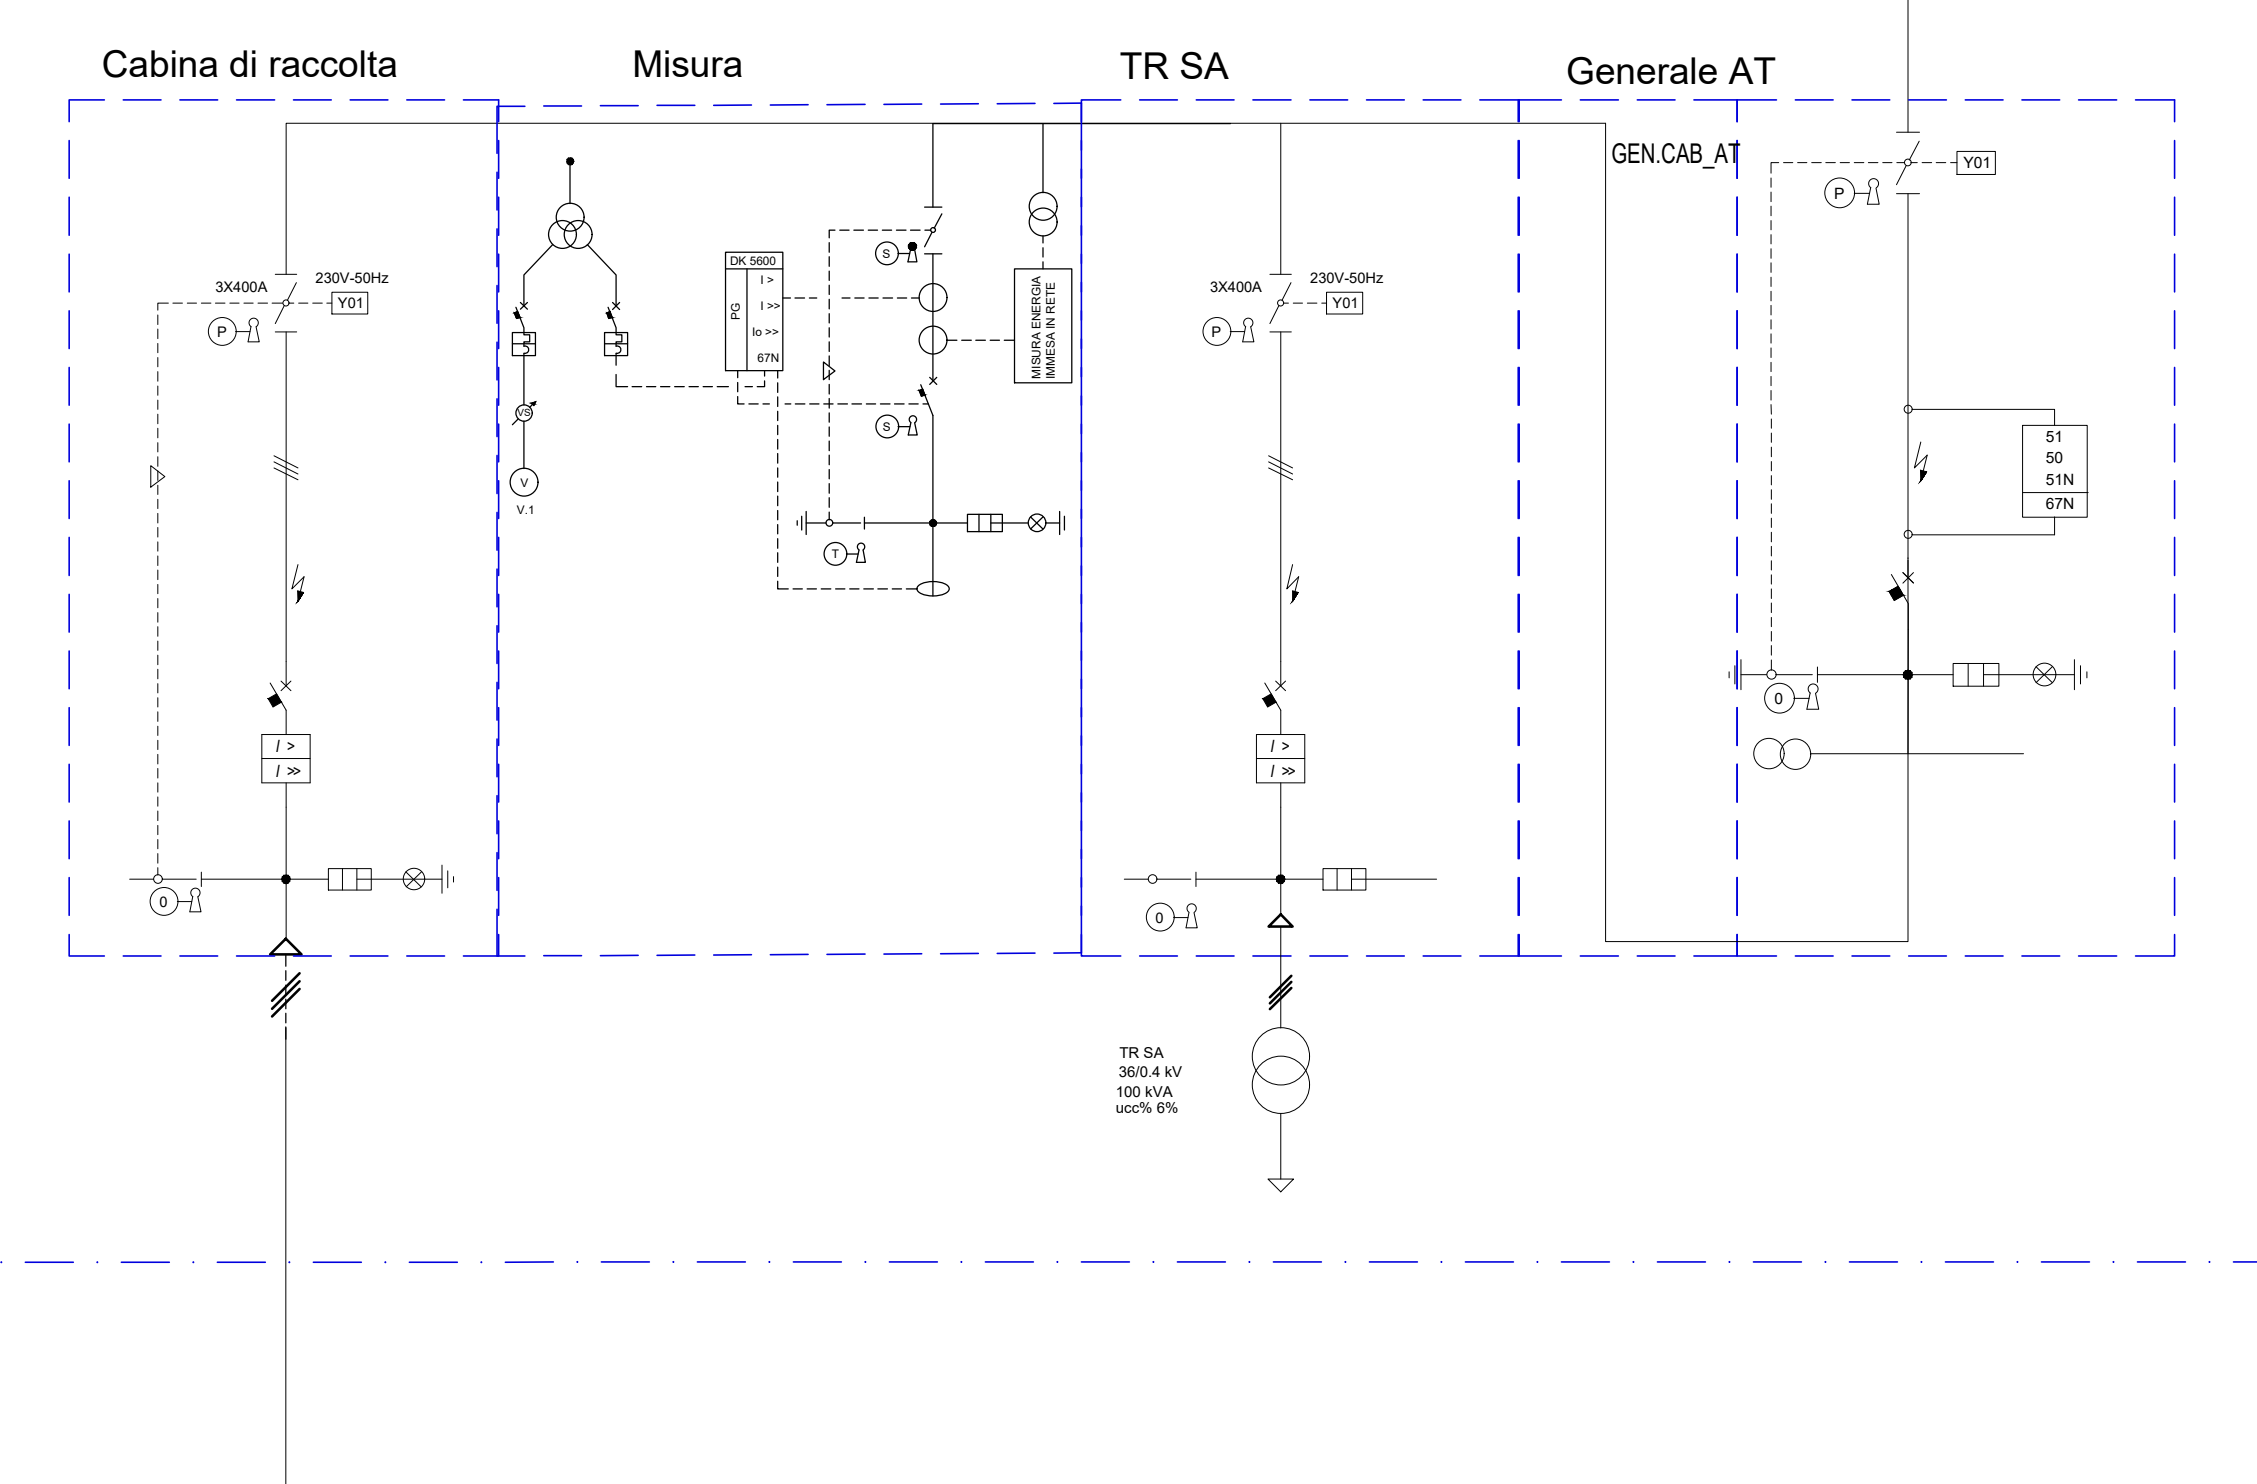 Cabina di raccolta
Misura
TR SA
Generale AT
3X400A
230V-50Hz
Y01
P
0
I >
I >>
VS
V
V.1
DK 5600
PG
I >
I >>
Io >>
67N
S
S
T
MISURA ENERGIA
IMMESA IN RETE
3X400A
230V-50Hz
Y01
P
I >
I >>
0
TR SA
36/0.4 kV
100 kVA
ucc% 6%
GEN.CAB_AT
Y01
P
51
50
51N
67N
0